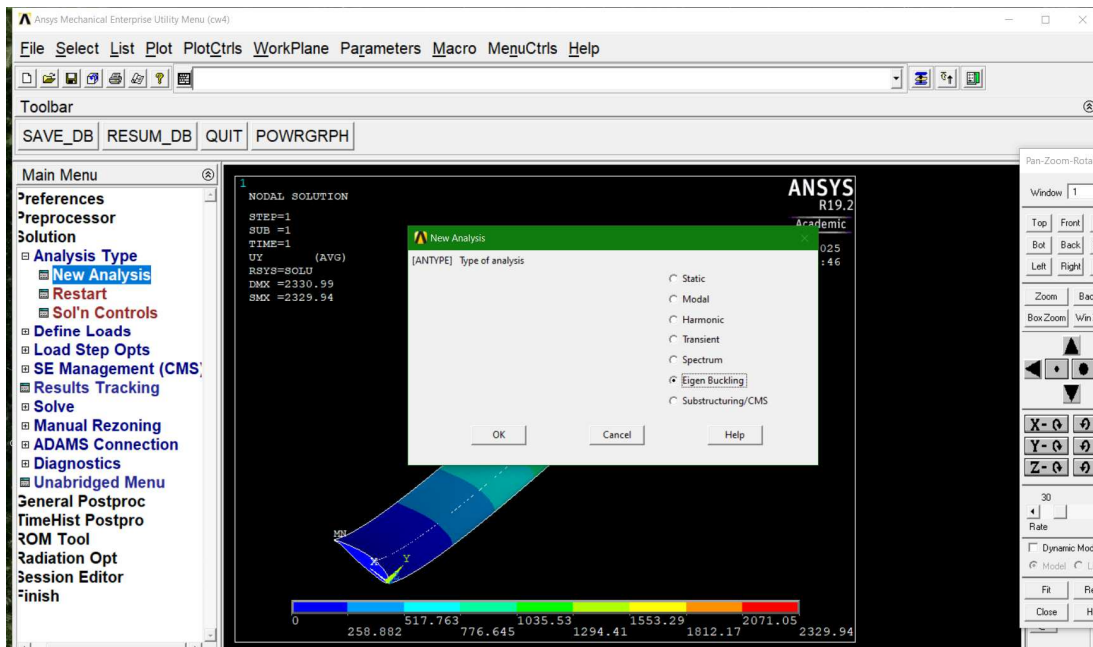 Ansys Mechanical Enterprise Utility Menu (cw4)
File Select List Plot PlotCtrls WorkPlane Parameters Macro MenuCtrls Help
Toolbar
SAVE_DB RESUM_DB QUIT POWRGRPH
Main Menu
Preferences
Preprocessor
Solution
Analysis Type
New Analysis
Restart
Sol'n Controls
Define Loads
Load Step Opts
SE Management (CMS)
Results Tracking
Solve
Manual Rezoning
ADAMS Connection
Diagnostics
Unabridged Menu
General Postproc
TimeHist Postpro
ROM Tool
Radiation Opt
Session Editor
Finish
1
NODAL SOLUTION
STEP=1
SUB =1
TIME=1
UY (AVG)
RSYS=SOLU
DMX =2330.99
SMX =2329.94
ANSYS
R19.2
Academic
025
:46
New Analysis
[ANTYPE] Type of analysis
Static
Modal
Harmonic
Transient
Spectrum
Eigen Buckling
Substructuring/CMS
OK Cancel Help
MN
X Y
0 517.763 1035.53 1553.29 2071.05
258.882 776.645 1294.41 1812.17 2329.94
Pan-Zoom-Rota
Window 1
Top Front
Bot Back
Left Right
Zoom Bac
Box Zoom Win
X-
Y-
Z-
30
Rate
Dynamic Mod
Model L
Fit Re
Close H